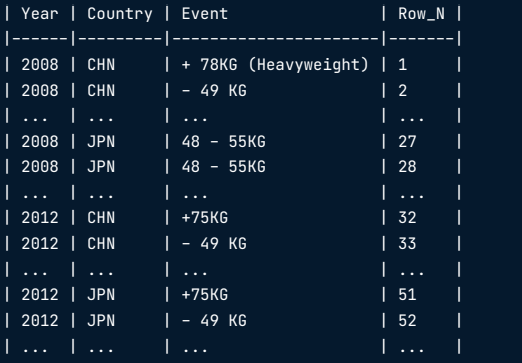 | Year | Country | Event                  | Row_N |
|------|---------|------------------------|-------|
| 2008 | CHN     | + 78KG (Heavyweight) | 1     |
| 2008 | CHN     | - 49 KG                | 2     |
| ...  | ...     | ...                    | ...   |
| 2008 | JPN     | 48 - 55KG              | 27    |
| 2008 | JPN     | 48 - 55KG              | 28    |
| ...  | ...     | ...                    | ...   |
| 2012 | CHN     | +75KG                  | 32    |
| 2012 | CHN     | - 49 KG                | 33    |
| ...  | ...     | ...                    | ...   |
| 2012 | JPN     | +75KG                  | 51    |
| 2012 | JPN     | - 49 KG                | 52    |
| ...  | ...     | ...                    | ...   |